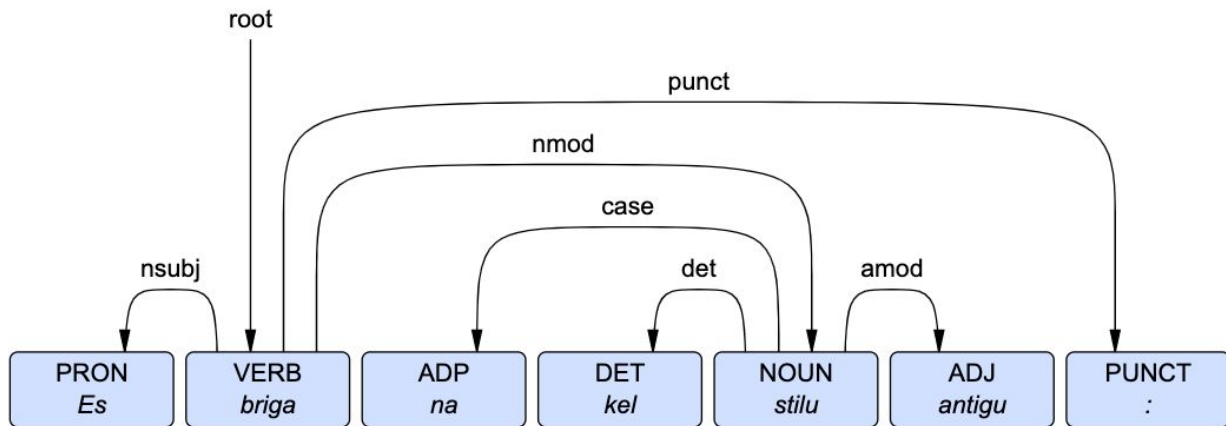 root
punct
nmod
case
nsubj det amod
PRON VERB ADP DET NOUN ADJ PUNCT
Es briga na kel stilu antigu :